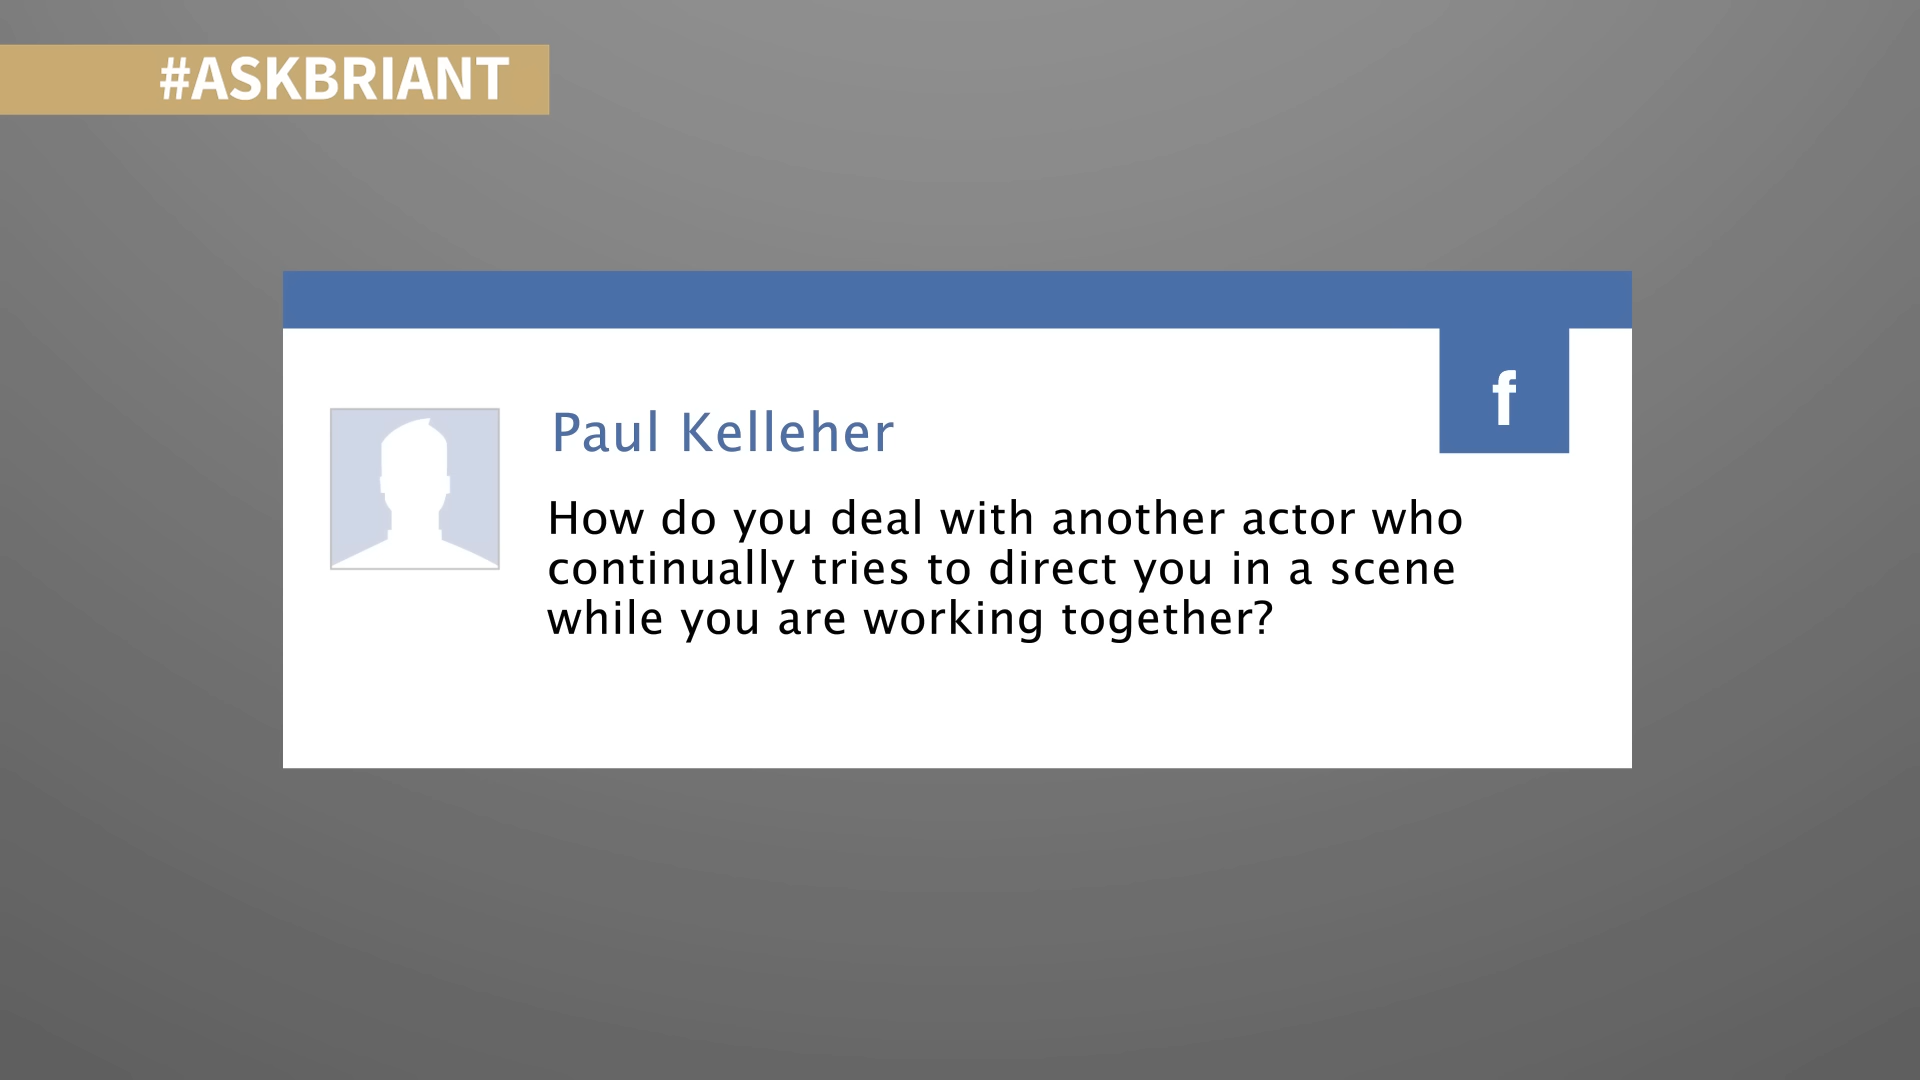 #ASKBRIANT
f
Paul Kelleher
How do you deal with another actor who
continually tries to direct you in a scene
while you are working together?